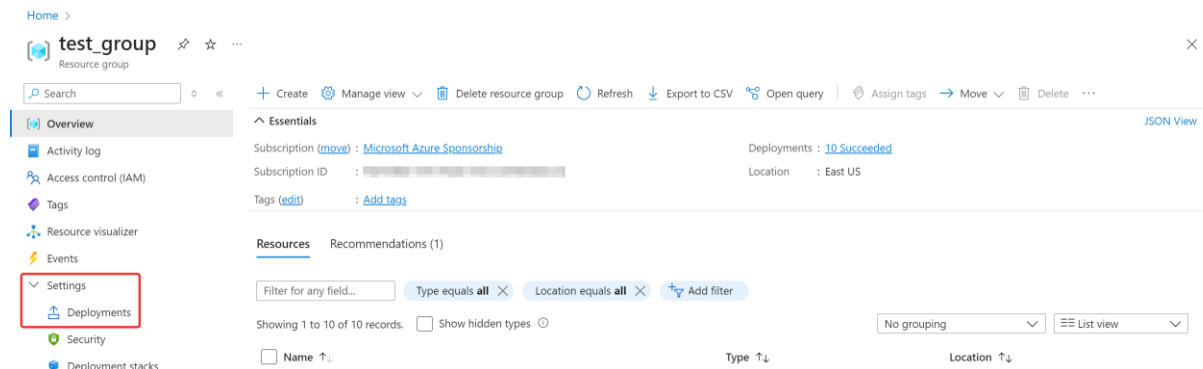 Home >
test_group
Resource group
Search
Overview
Activity log
Access control (IAM)
Tags
Resource visualizer
Events
Settings
Deployments
Security
Deployment stacks
Create Manage view Delete resource group Refresh Export to CSV Open query Assign tags Move Delete ...
Essentials JSON View
Subscription (move) : Microsoft Azure Sponsorship Deployments : 10 Succeeded
Subscription ID : Location : East US
Tags (edit) : Add tags
Resources Recommendations (1)
Filter for any field... Type equals all Location equals all Add filter
Showing 1 to 10 of 10 records. Show hidden types No grouping List view
Name Type Location